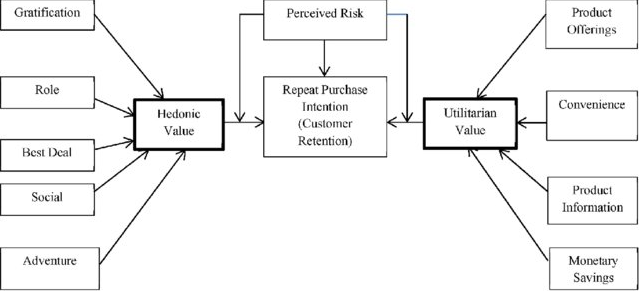 Gratification
Perceived Risk
Product
Offerings
Role
Repeat Purchase
Intention
(Customer
Retention)
Hedonic
Value
Utilitarian
Value
Convenience
Best Deal
Social
Product
Information
Adventure
Monetary
Savings